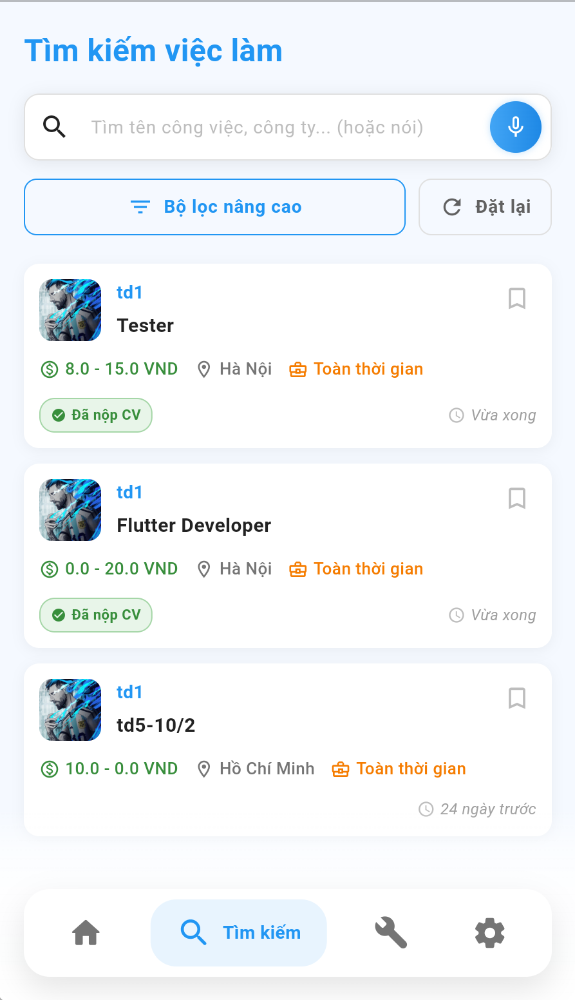 Tìm kiếm việc làm
Tìm tên công việc, công ty... (hoặc nói)
Bộ lọc nâng cao
Đặt lại
td1
Tester
8.0 - 15.0 VND
Hà Nội
Toàn thời gian
Đã nộp CV
Vừa xong
td1
Flutter Developer
0.0 - 20.0 VND
Hà Nội
Toàn thời gian
Đã nộp CV
Vừa xong
td1
td5-10/2
10.0 - 0.0 VND
Hồ Chí Minh
Toàn thời gian
24 ngày trước
Tìm kiếm